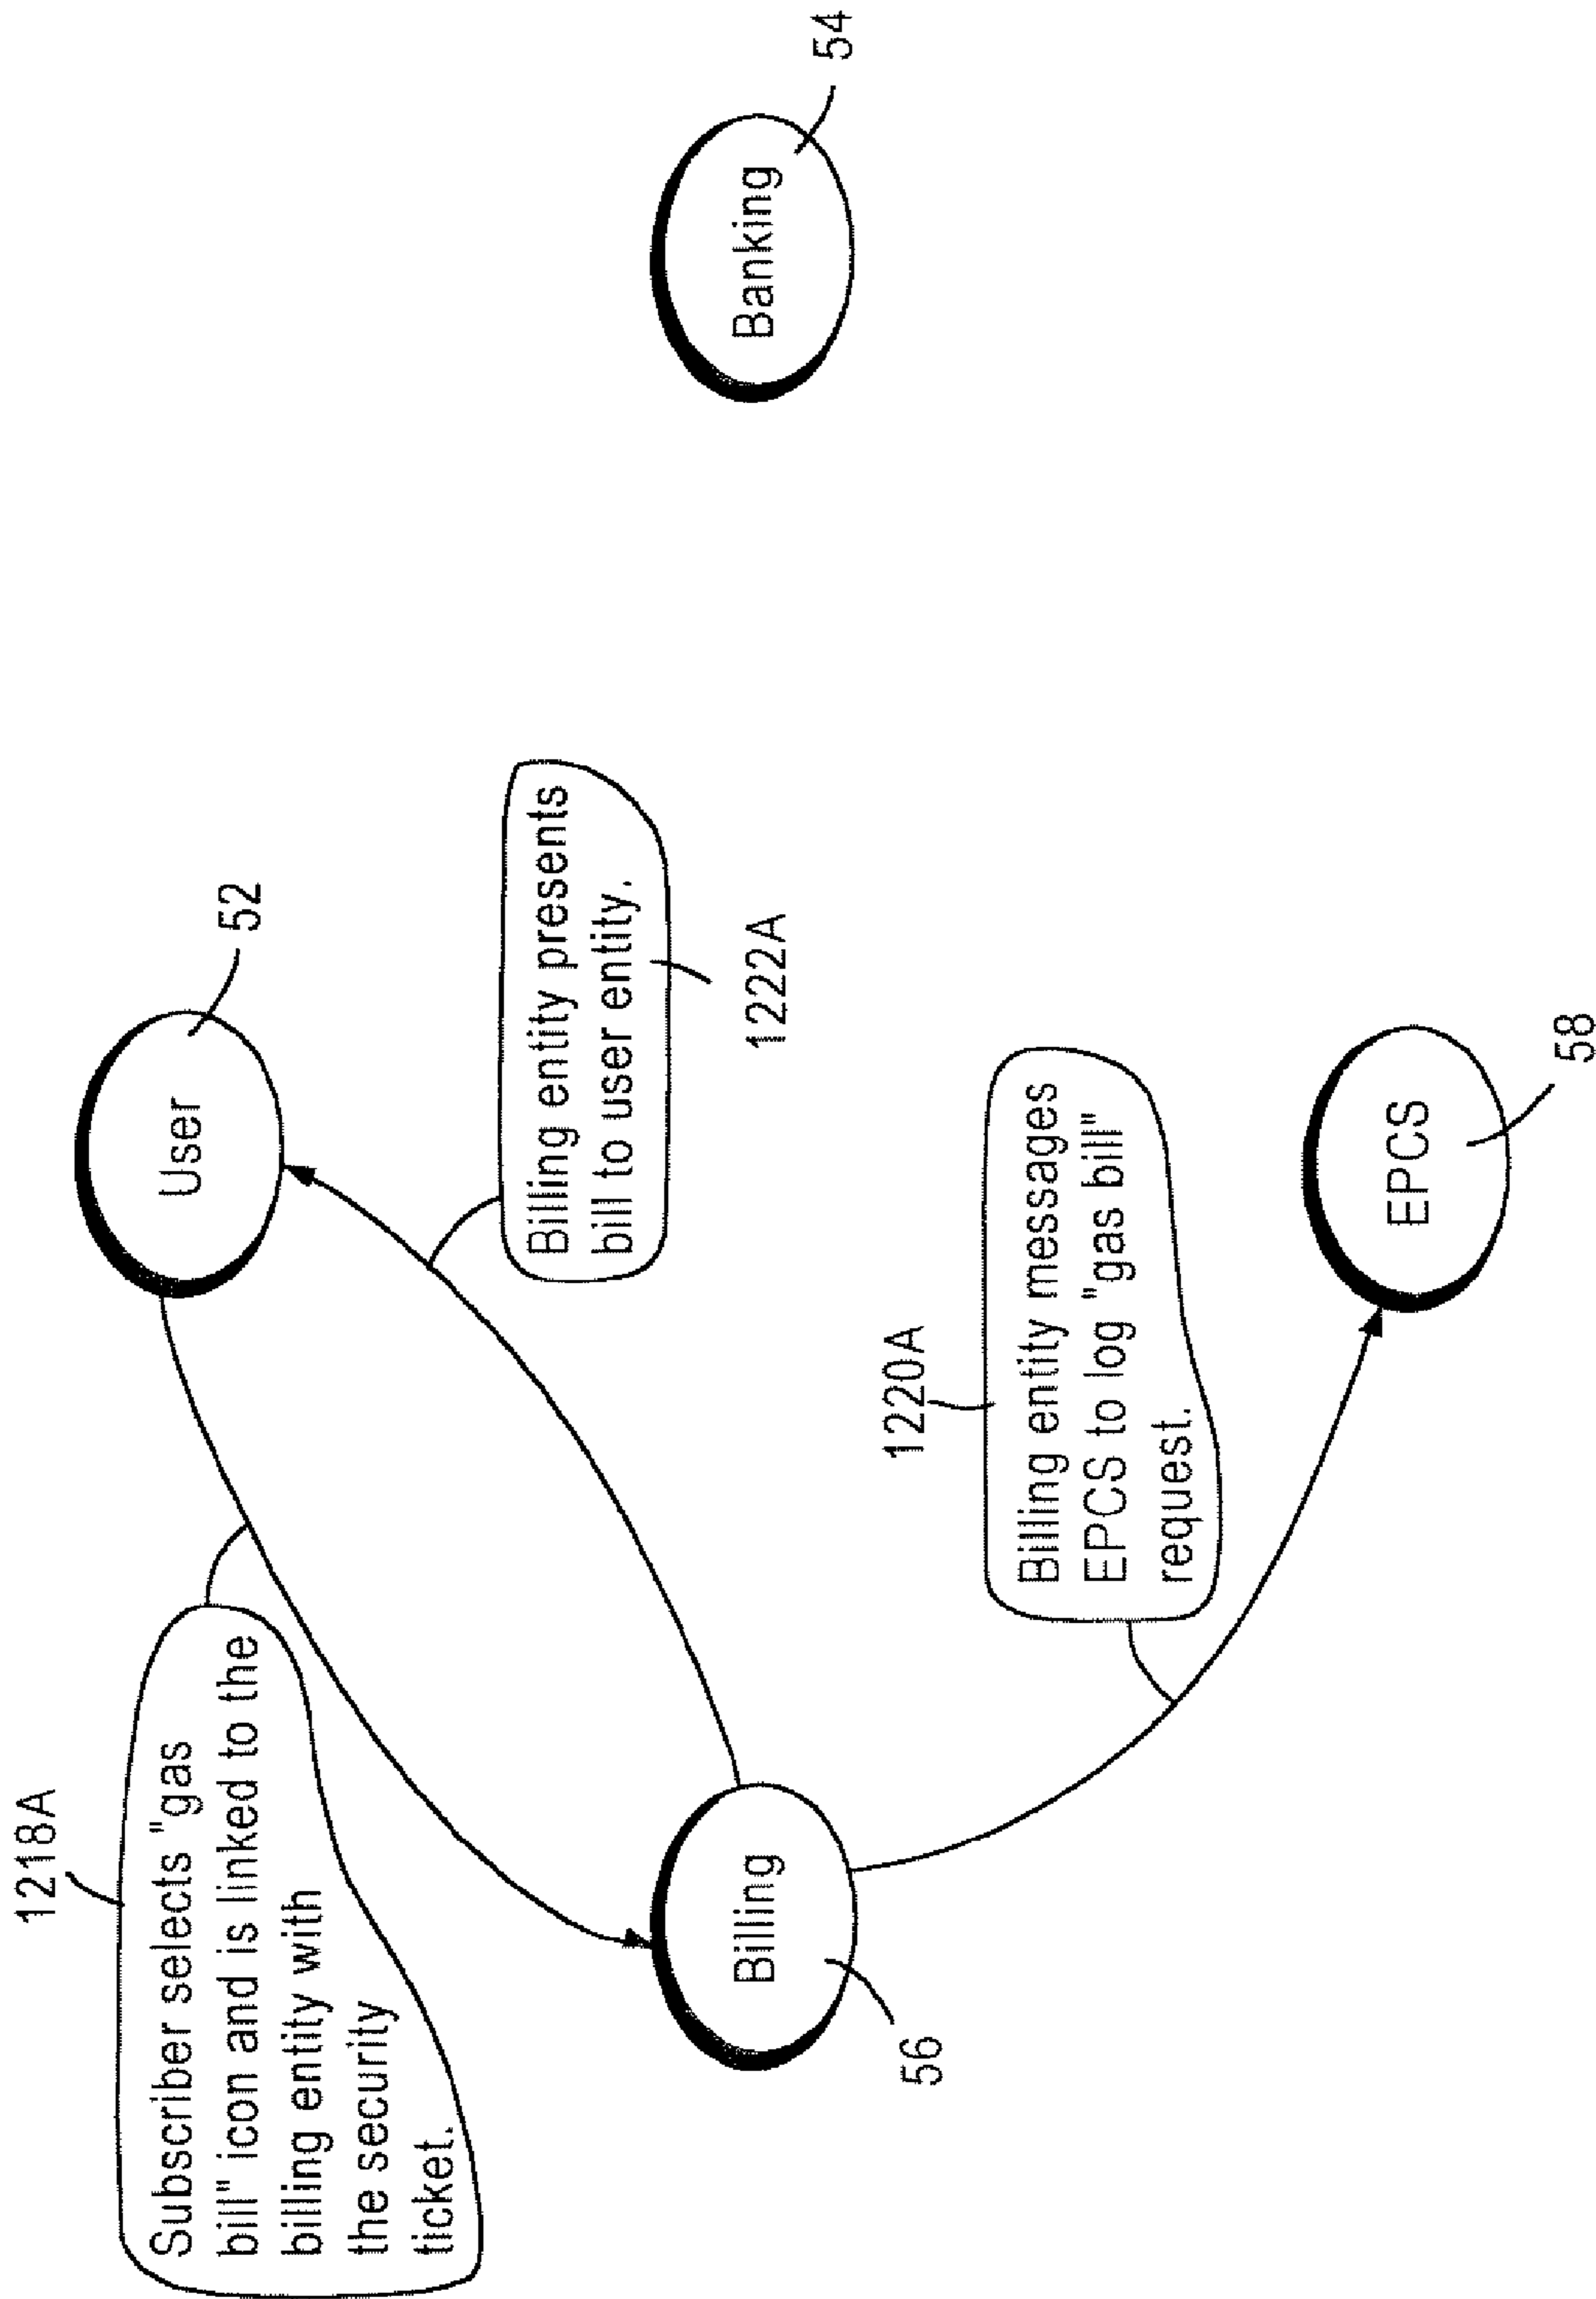 1218A
Subscriber selects "gas
bill" icon and is linked to the
billing entity with
the security
ticket.
User
52
Billing entity presents
bill to user entity.
1222A
Billing
56
Banking
54
1220A
Billing entity messages
EPCS to log "gas bill"
request.
EPCS
58